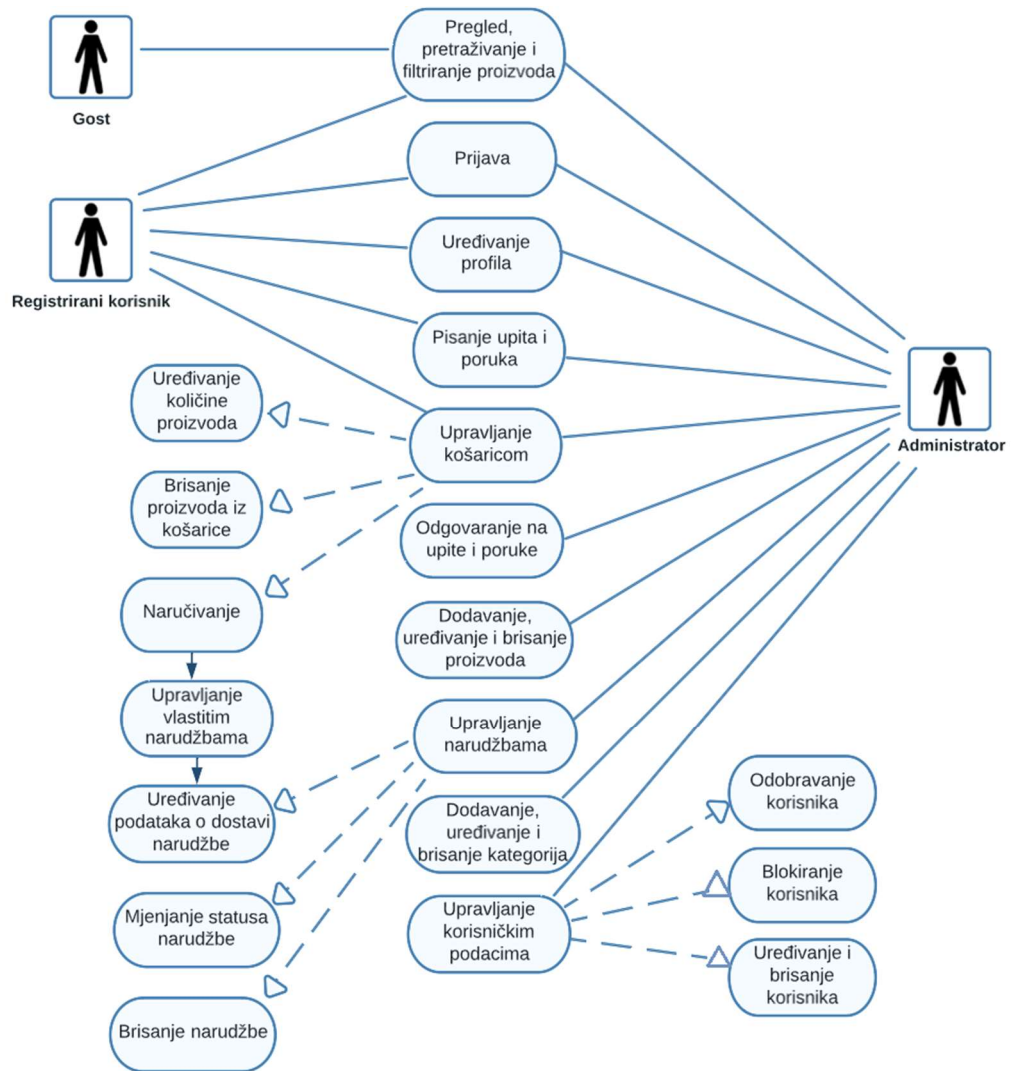 Pregled,
pretraživanje i
filtriranje proizvoda
Gost
Prijava
Uređivanje
profila
Registrirani korisnik
Pisanje upita i
poruka
Uređivanje
količine
proizvoda
Upravljanje
košaricom
Administrator
Brisanje
proizvoda iz
košarice
Odgovaranje na
upite i poruke
Naručivanje
Dodavanje,
uređivanje i brisanje
proizvoda
Upravljanje
vlastitim
narudžbama
Upravljanje
narudžbama
Odobravanje
korisnika
Uređivanje
podataka o dostavi
narudžbe
Dodavanje,
uređivanje i
brisanje kategorija
Blokiranje
korisnika
Mjenjanje statusa
narudžbe
Upravljanje
korisničkim
podacima
Uređivanje i
brisanje
korisnika
Brisanje narudžbe